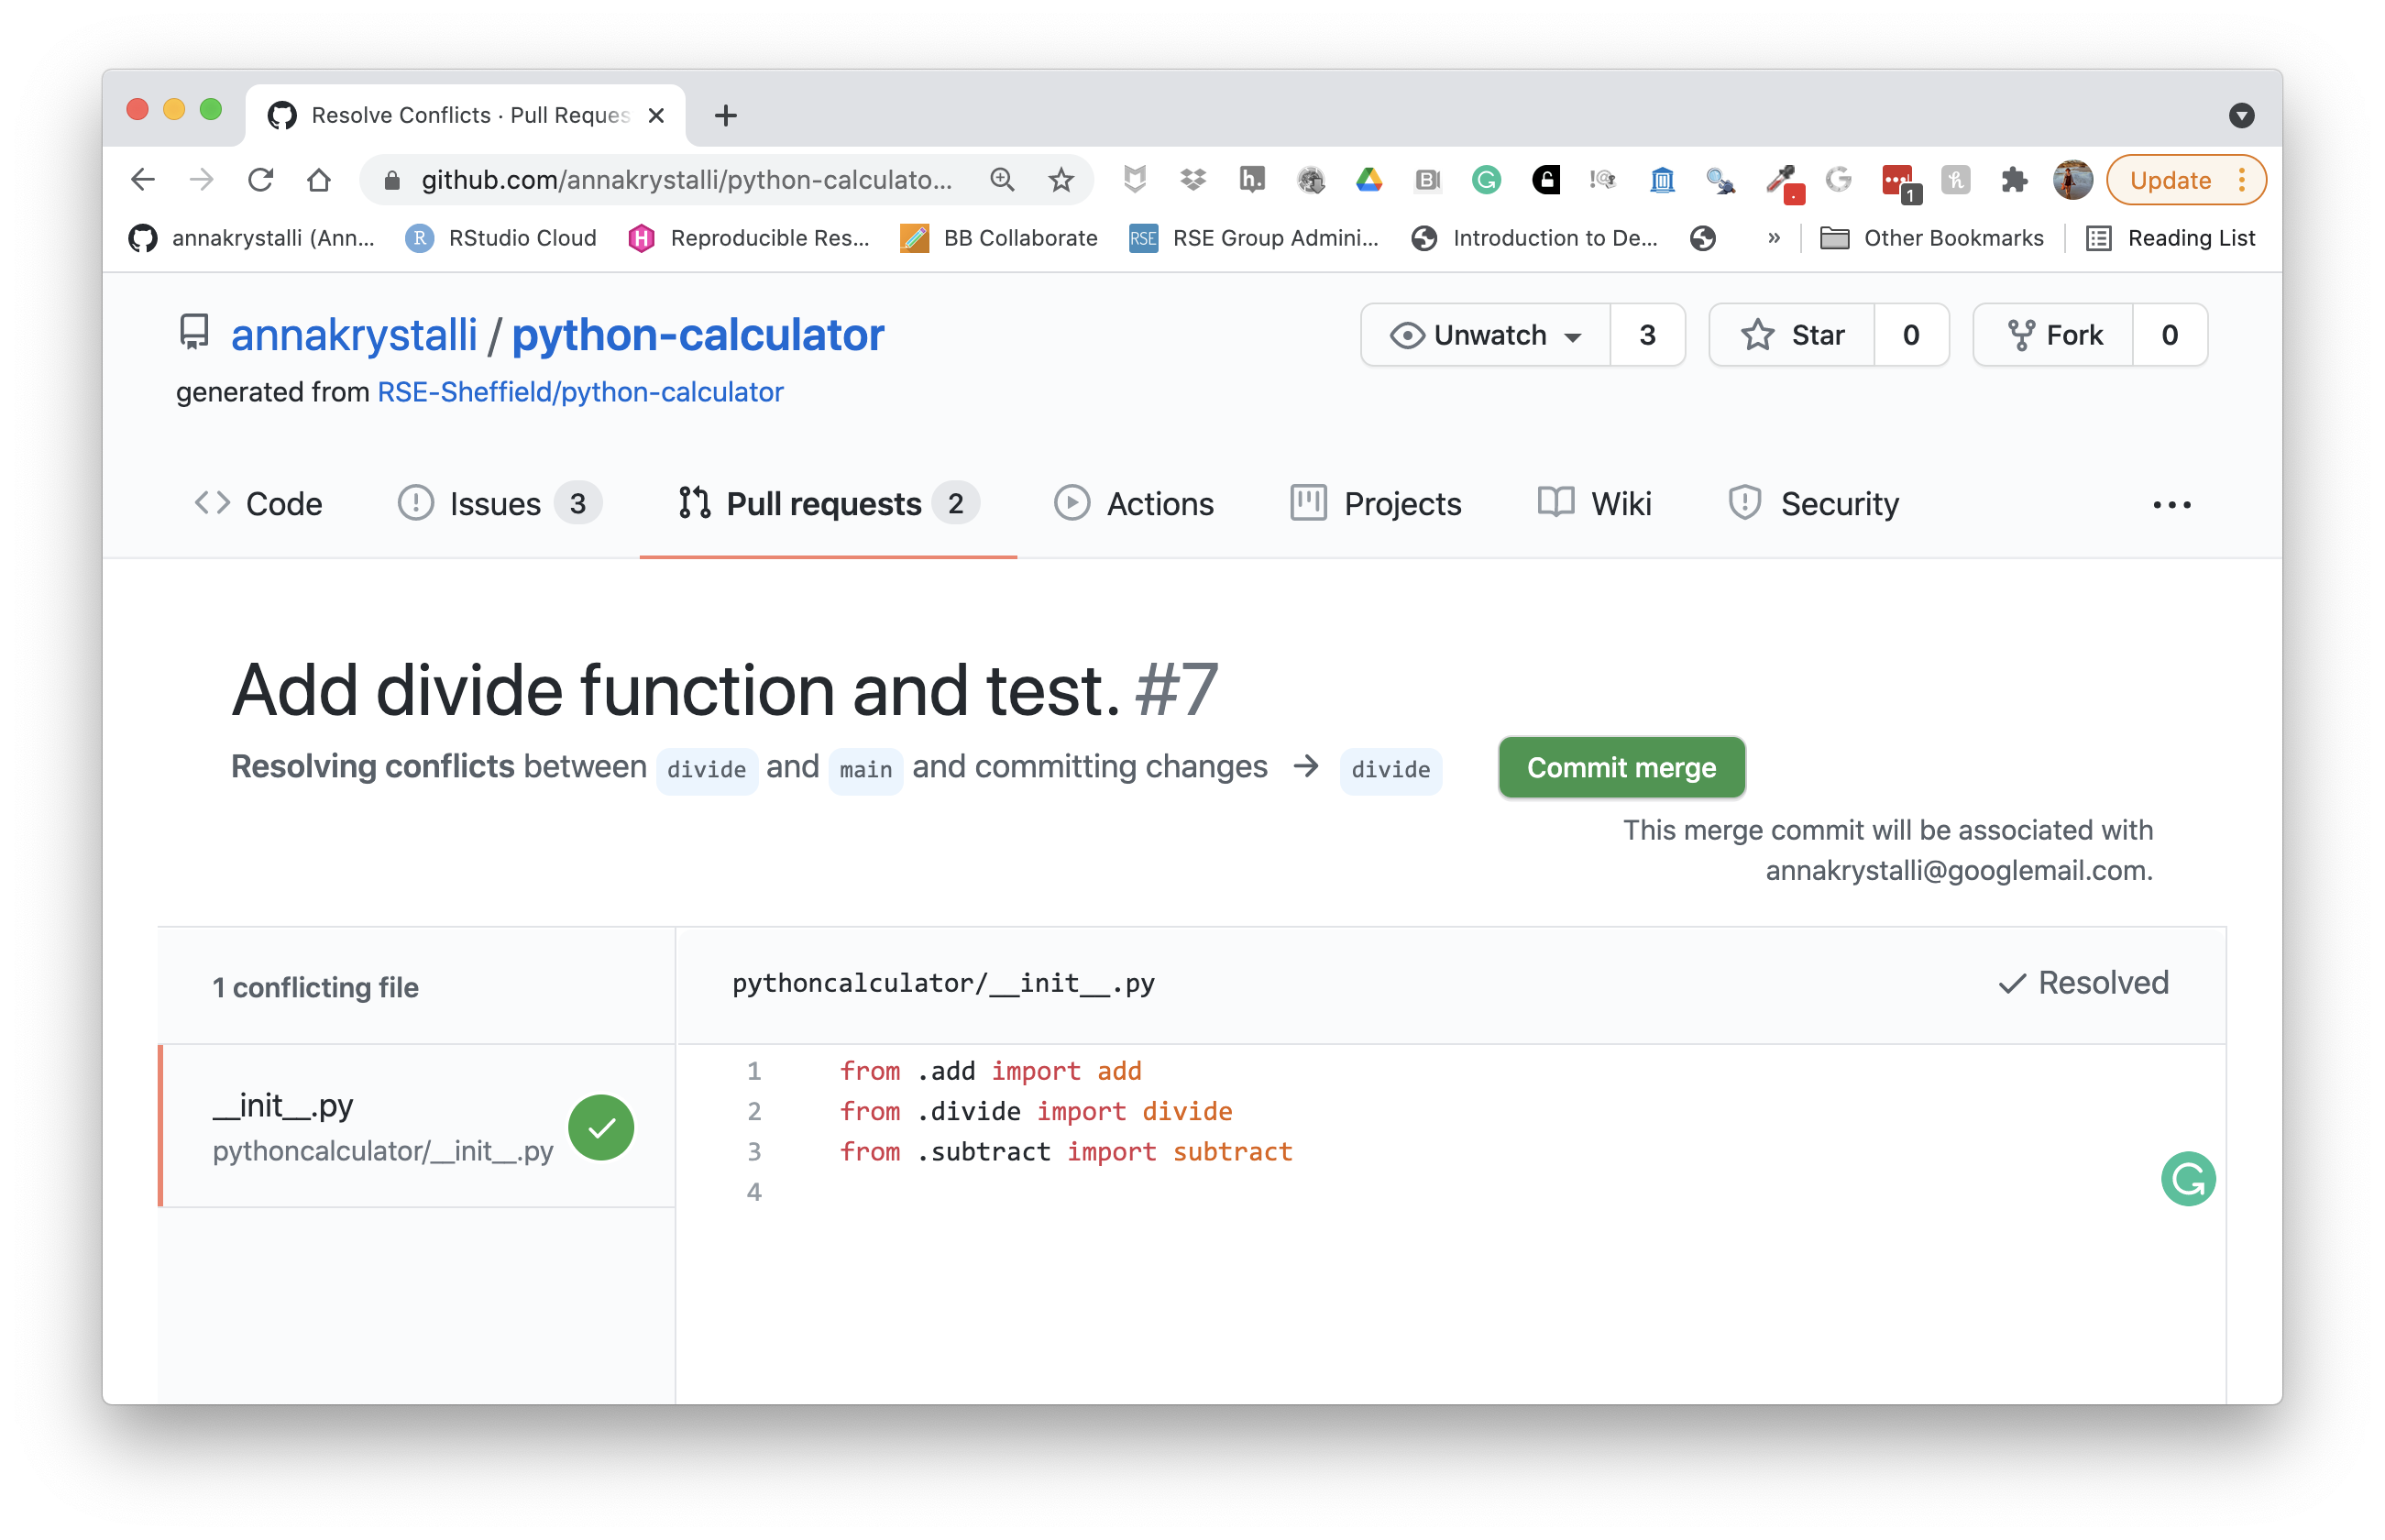 Resolve Conflicts · Pull Reques
github.com/annakrystalli/python-calculato...
1
Update
annakrystalli (Ann...
R
RStudio Cloud
H
Reproducible Res...
BB Collaborate
RSE
RSE Group Admini...
Introduction to De...
»
Other Bookmarks
Reading List
annakrystalli / python-calculator
Unwatch 3
Star 0
Fork 0
generated from RSE-Sheffield/python-calculator
Code
Issues 3
Pull requests 2
Actions
Projects
Wiki
Security
...
Add divide function and test. #7
Resolving conflicts between divide and main and committing changes → divide
Commit merge
This merge commit will be associated with
annakrystalli@googlemail.com.
1 conflicting file
pythoncalculator/__init__.py
Resolved
__init__.py
pythoncalculator/__init__.py
1 from .add import add
2 from .divide import divide
3 from .subtract import subtract
4